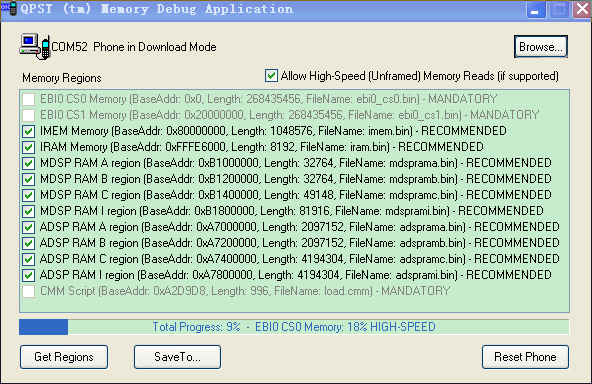 QPST (tm) Memory Debug Application
COM52 Phone in Download Mode
Browse...
Memory Regions
Allow High-Speed (Unframed) Memory Reads (if supported)
EBI0 CS0 Memory (BaseAddr: 0x0, Length: 268435456, FileName: ebi0_cs0.bin) - MANDATORY
EBI0 CS1 Memory (BaseAddr: 0x20000000, Length: 268435456, FileName: ebi0_cs1.bin) - MANDATORY
IMEM Memory (BaseAddr: 0x80000000, Length: 1048576, FileName: imem.bin) - RECOMMENDED
IRAM Memory (BaseAddr: 0xFFFE6000, Length: 8192, FileName: iram.bin) - RECOMMENDED
MDSP RAM A region (BaseAddr: 0xB1000000, Length: 32764, FileName: mdsprama.bin) - RECOMMENDED
MDSP RAM B region (BaseAddr: 0xB1200000, Length: 32764, FileName: mdspramb.bin) - RECOMMENDED
MDSP RAM C region (BaseAddr: 0xB1400000, Length: 49148, FileName: mdspramc.bin) - RECOMMENDED
MDSP RAM I region (BaseAddr: 0xB1800000, Length: 81916, FileName: mdsprami.bin) - RECOMMENDED
ADSP RAM A region (BaseAddr: 0xA7000000, Length: 2097152, FileName: adsprama.bin) - RECOMMENDED
ADSP RAM B region (BaseAddr: 0xA7200000, Length: 2097152, FileName: adspramb.bin) - RECOMMENDED
ADSP RAM C region (BaseAddr: 0xA7400000, Length: 4194304, FileName: adspramc.bin) - RECOMMENDED
ADSP RAM I region (BaseAddr: 0xA7800000, Length: 4194304, FileName: adsprami.bin) - RECOMMENDED
CMM Script (BaseAddr: 0xA2D9D8, Length: 996, FileName: load.cmm) - MANDATORY
Total Progress: 9% - EBI0 CS0 Memory: 18% HIGH-SPEED
Get Regions
SaveTo...
Reset Phone